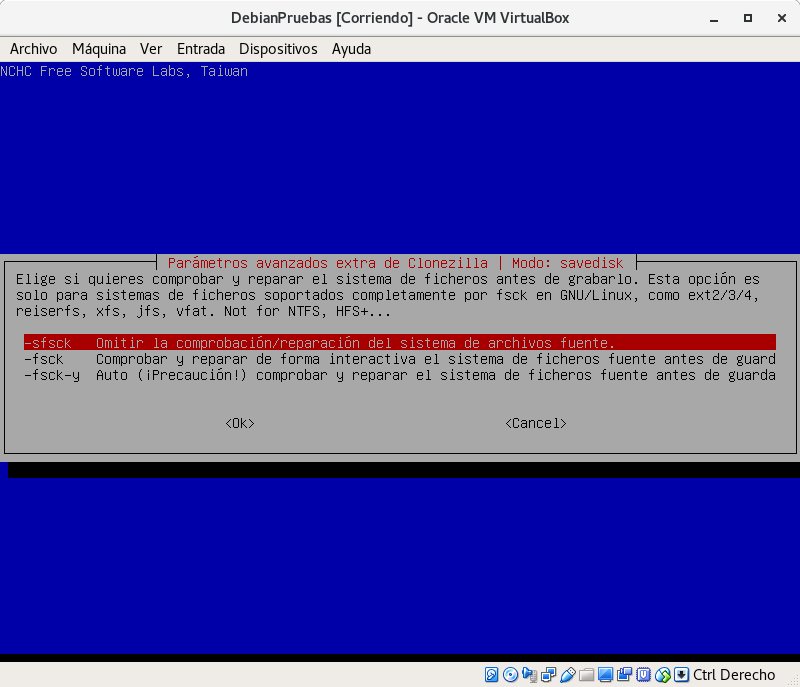 DebianPruebas [Corriendo] - Oracle VM VirtualBox
Archivo Máquina Ver Entrada Dispositivos Ayuda
NCHC Free Software Labs, Taiwan
Parámetros avanzados extra de Clonezilla | Modo: savedisk
Elige si quieres comprobar y reparar el sistema de ficheros antes de grabarlo. Esta opción es
solo para sistemas de ficheros soportados completamente por fsck en GNU/Linux, como ext2/3/4,
reiserfs, xfs, jfs, vfat. Not for NTFS, HFS+...
-sfsck Omitir la comprobación/reparación del sistema de archivos fuente.
-fsck Comprobar y reparar de forma interactiva el sistema de ficheros fuente antes de guard
-fsck-y Auto (¡Precaución!) comprobar y reparar el sistema de ficheros fuente antes de guarda
<Ok> <Cancel>
Ctrl Derecho